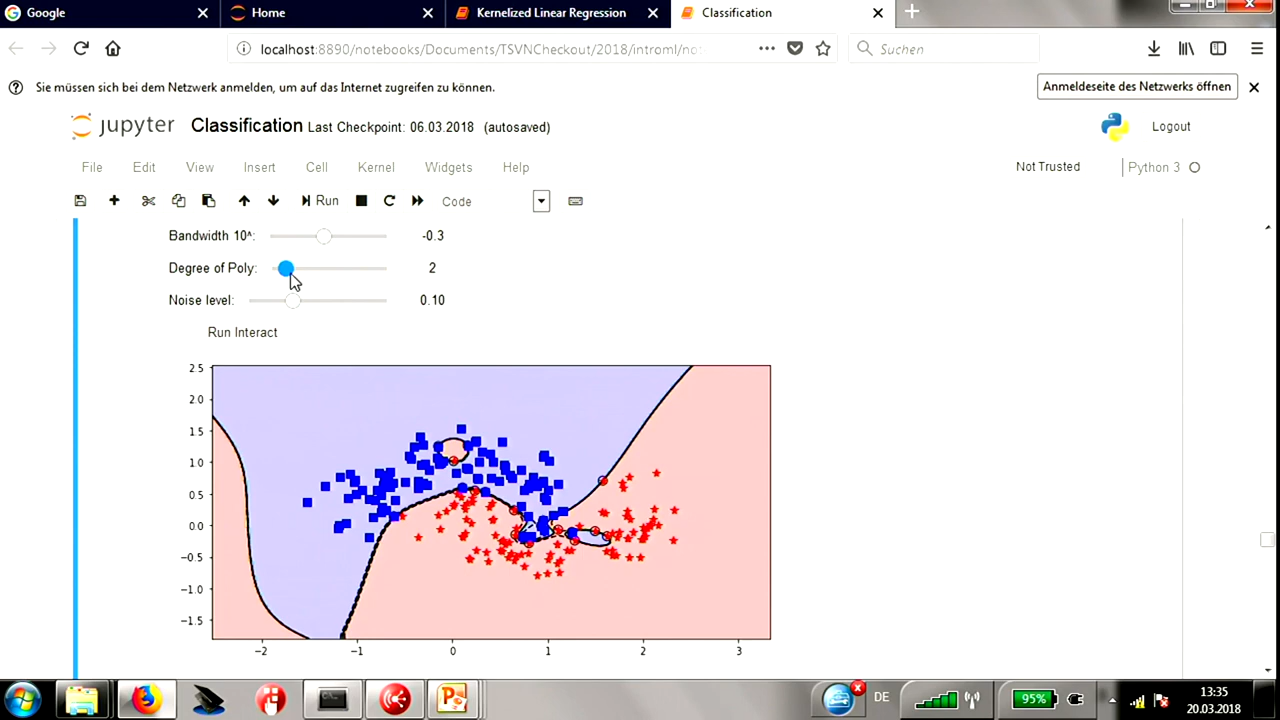 Google
Home
Kernelized Linear Regression
Classification
localhost:8890/notebooks/Documents/TSVNCheckout/2018/introml/no
Suchen
Sie müssen sich bei dem Netzwerk anmelden, um auf das Internet zugreifen zu können.
Anmeldeseite des Netzwerks öffnen
jupyter Classification Last Checkpoint: 06.03.2018 (autosaved)
Logout
File Edit View Insert Cell Kernel Widgets Help
Not Trusted
Python 3
Run
Code
Bandwidth 10^: -0.3
Degree of Poly: 2
Noise level: 0.10
Run Interact
2.5
2.0
1.5
1.0
0.5
0.0
−0.5
−1.0
−1.5
−2 −1 0 1 2 3
DE
95%
13:35
20.03.2018